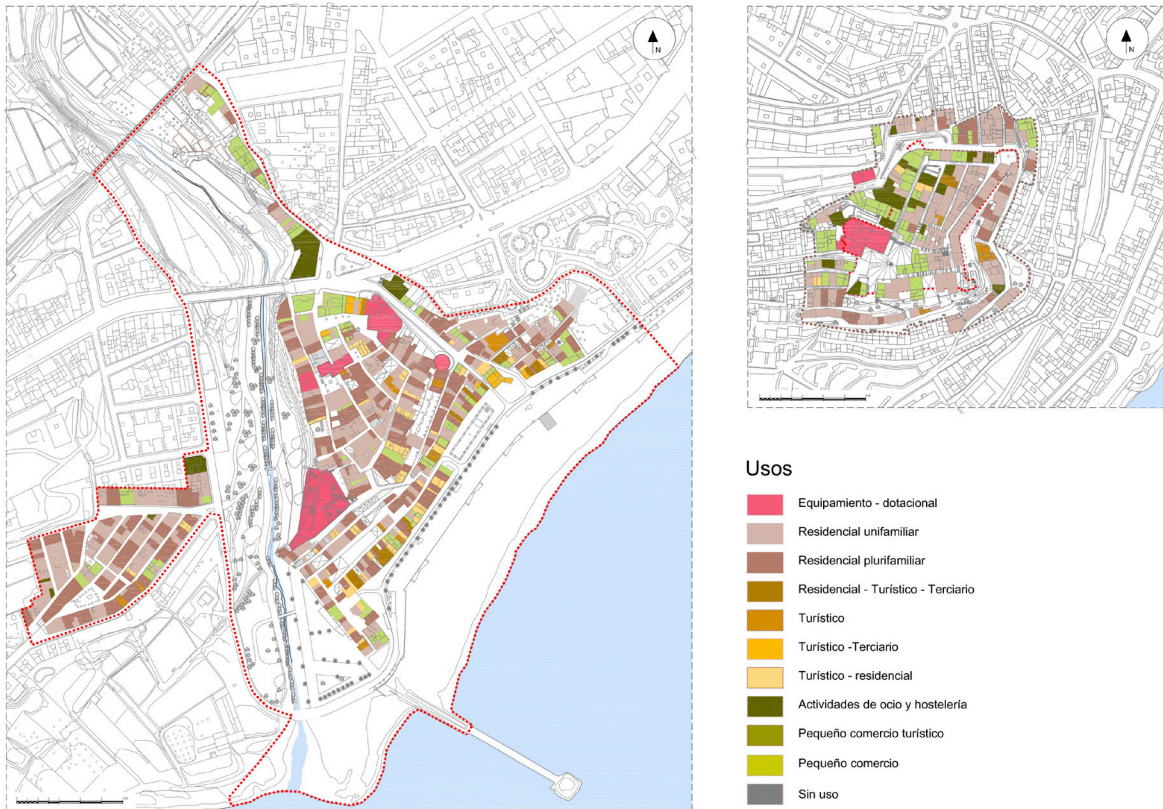 N
N
Usos
Equipamiento - dotacional
Residencial unifamiliar
Residencial plurifamiliar
Residencial - Turístico - Terciario
Turístico
Turístico -Terciario
Turístico - residencial
Actividades de ocio y hostelería
Pequeño comercio turístico
Pequeño comercio
Sin uso